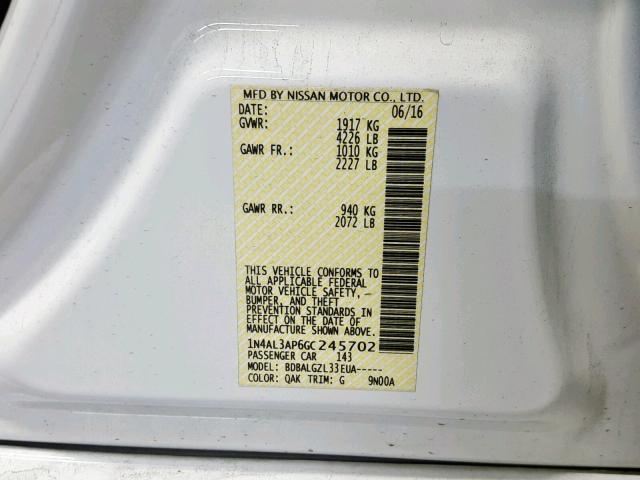 MFD BY NISSAN MOTOR CO., LTD.
DATE: 06/16
GVWR: 1917 KG
4226 LB
GAWR FR.: 1010 KG
2227 LB
GAWR RR.: 940 KG
2072 LB
THIS VEHICLE CONFORMS TO
ALL APPLICABLE FEDERAL
MOTOR VEHICLE SAFETY,
BUMPER, AND THEFT
PREVENTION STANDARDS IN
EFFECT ON THE DATE OF
MANUFACTURE SHOWN ABOVE.
1N4AL3AP6GC245702
PASSENGER CAR 143
MODEL: BDBALGZL33EUA-----
COLOR: QAK TRIM: G 9N00A